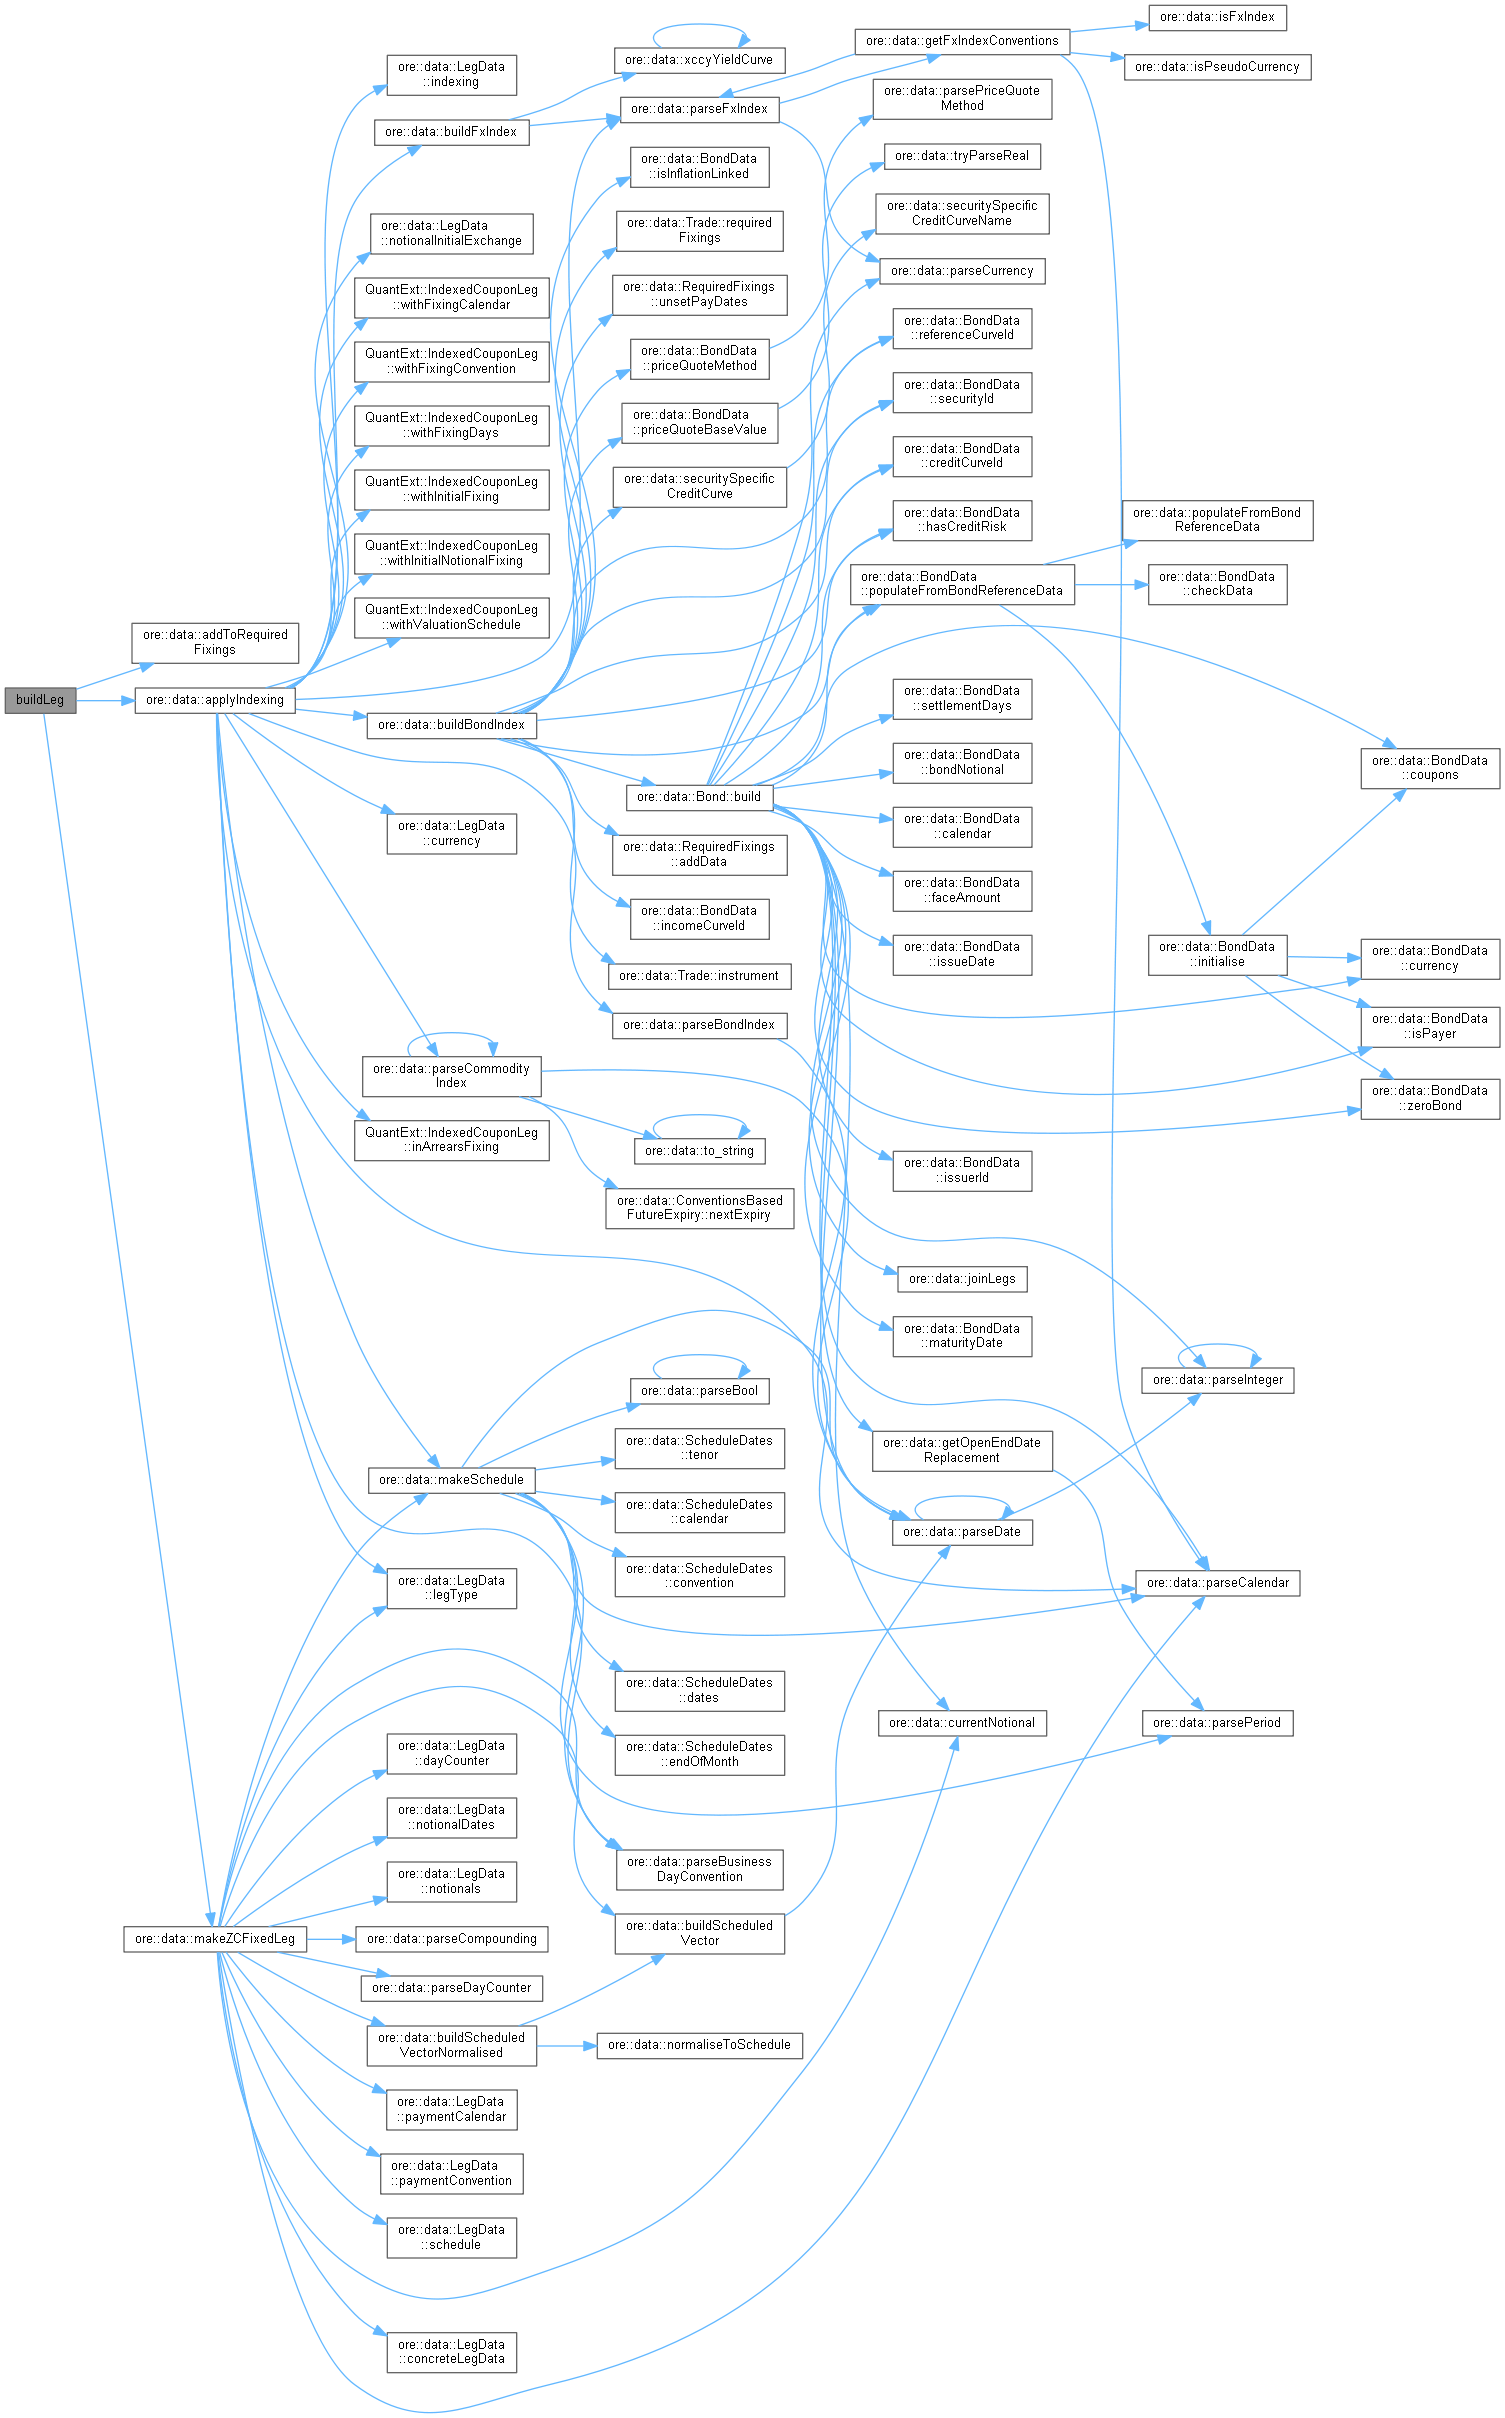 buildLeg
ore::data::addToRequired
Fixings
ore::data::applyIndexing
ore::data::makeZCFixedLeg
ore::data::LegData
::indexing
ore::data::buildFxIndex
ore::data::LegData
::notionalInitialExchange
QuantExt::IndexedCouponLeg
::withFixingCalendar
QuantExt::IndexedCouponLeg
::withFixingConvention
QuantExt::IndexedCouponLeg
::withFixingDays
QuantExt::IndexedCouponLeg
::withInitialFixing
QuantExt::IndexedCouponLeg
::withInitialNotionalFixing
QuantExt::IndexedCouponLeg
::withValuationSchedule
ore::data::buildBondIndex
ore::data::LegData
::currency
ore::data::parseCommodity
Index
QuantExt::IndexedCouponLeg
::inArrearsFixing
ore::data::makeSchedule
ore::data::LegData
::legType
ore::data::LegData
::dayCounter
ore::data::LegData
::notionalDates
ore::data::LegData
::notionals
ore::data::parseCompounding
ore::data::parseDayCounter
ore::data::buildScheduled
VectorNormalised
ore::data::LegData
::paymentCalendar
ore::data::LegData
::paymentConvention
ore::data::LegData
::schedule
ore::data::LegData
::concreteLegData
ore::data::xccyYieldCurve
ore::data::parseFxIndex
ore::data::BondData
::isInflationLinked
ore::data::Trade::required
Fixings
ore::data::RequiredFixings
::unsetPayDates
ore::data::BondData
::priceQuoteMethod
ore::data::BondData
::priceQuoteBaseValue
ore::data::securitySpecific
CreditCurve
ore::data::Bond::build
ore::data::RequiredFixings
::addData
ore::data::BondData
::incomeCurveId
ore::data::Trade::instrument
ore::data::parseBondIndex
ore::data::to_string
ore::data::ConventionsBased
FutureExpiry::nextExpiry
ore::data::parseBool
ore::data::ScheduleDates
::tenor
ore::data::ScheduleDates
::calendar
ore::data::ScheduleDates
::convention
ore::data::ScheduleDates
::dates
ore::data::ScheduleDates
::endOfMonth
ore::data::parseBusiness
DayConvention
ore::data::buildScheduled
Vector
ore::data::normaliseToSchedule
ore::data::getFxIndexConventions
ore::data::parsePriceQuote
Method
ore::data::tryParseReal
ore::data::securitySpecific
CreditCurveName
ore::data::parseCurrency
ore::data::BondData
::referenceCurveId
ore::data::BondData
::securityId
ore::data::BondData
::creditCurveId
ore::data::BondData
::hasCreditRisk
ore::data::BondData
::populateFromBondReferenceData
ore::data::BondData
::settlementDays
ore::data::BondData
::bondNotional
ore::data::BondData
::calendar
ore::data::BondData
::faceAmount
ore::data::BondData
::issueDate
ore::data::BondData
::issuerId
ore::data::joinLegs
ore::data::BondData
::maturityDate
ore::data::getOpenEndDate
Replacement
ore::data::parseDate
ore::data::currentNotional
ore::data::isFxIndex
ore::data::isPseudoCurrency
ore::data::populateFromBond
ReferenceData
ore::data::BondData
::checkData
ore::data::BondData
::initialise
ore::data::parseInteger
ore::data::parseCalendar
ore::data::parsePeriod
ore::data::BondData
::coupons
ore::data::BondData
::currency
ore::data::BondData
::isPayer
ore::data::BondData
::zeroBond